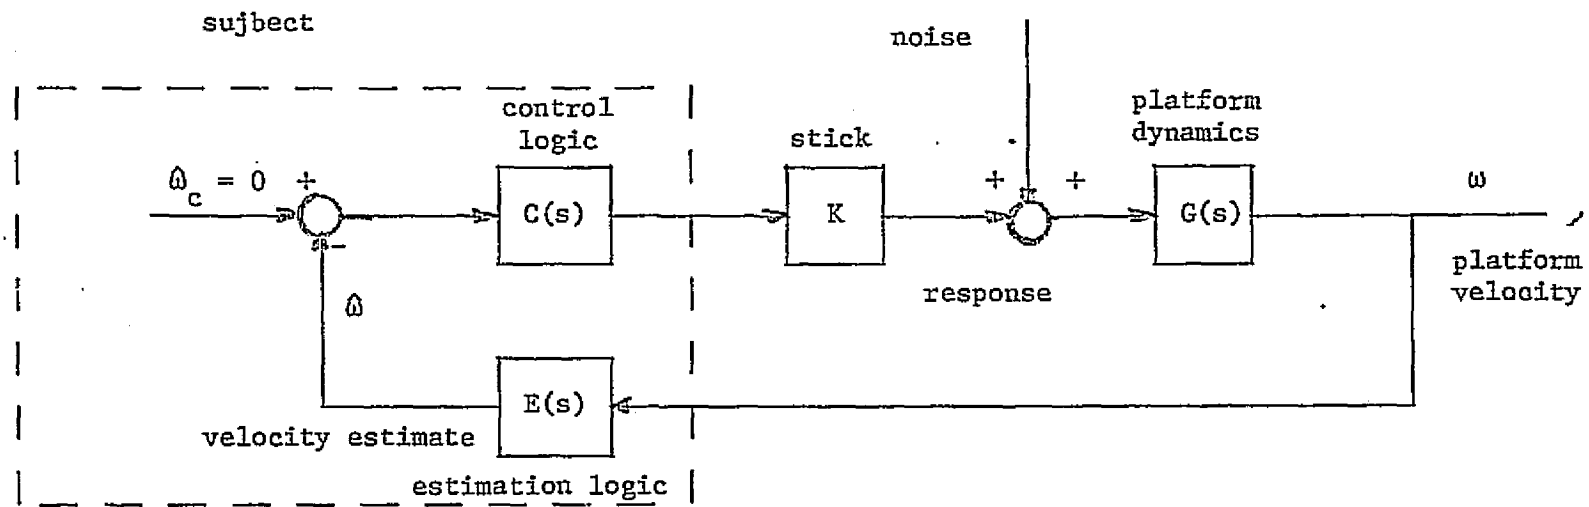 sujbect
noise
control
logic
stick
platform
dynamics
ω̂c = 0
+
+
+
ω
C(s)
K
G(s)
-
response
platform
velocity
ω̂
E(s)
velocity estimate
estimation logic